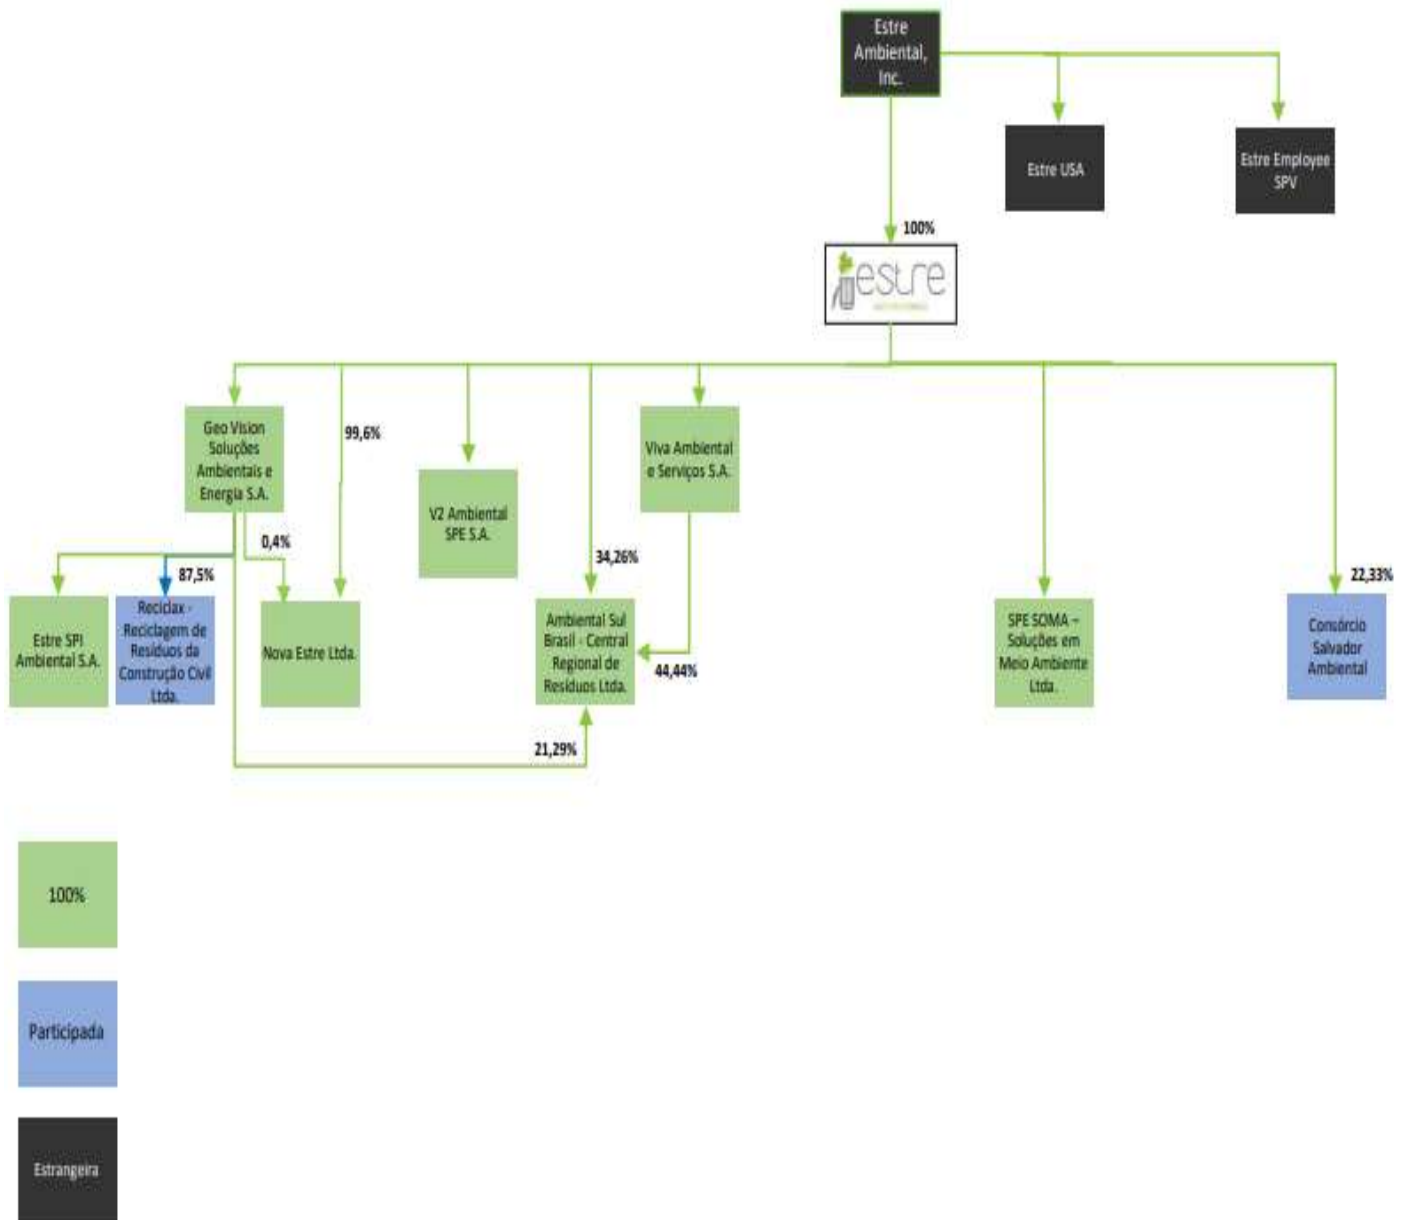 Estre
Ambiental,
Inc.
Estre USA
Estre Employee
SPV
100%
estre
Geo Vision
Soluções
Ambientais e
Energia S.A.
99,6%
V2 Ambiental
SPE S.A.
Viva Ambiental
e Serviços S.A.
0,4%
87,5%
34,26%
22,33%
Estre SPI
Ambiental S.A.
Reciclax -
Reciclagem de
Resíduos da
Construção Civil
Ltda.
Nova Estre Ltda.
Ambiental Sul
Brasil - Central
Regional de
Resíduos Ltda.
44,44%
SPE SOMA –
Soluções em
Meio Ambiente
Ltda.
Consórcio
Salvador
Ambiental
21,29%
100%
Participada
Estrangeira